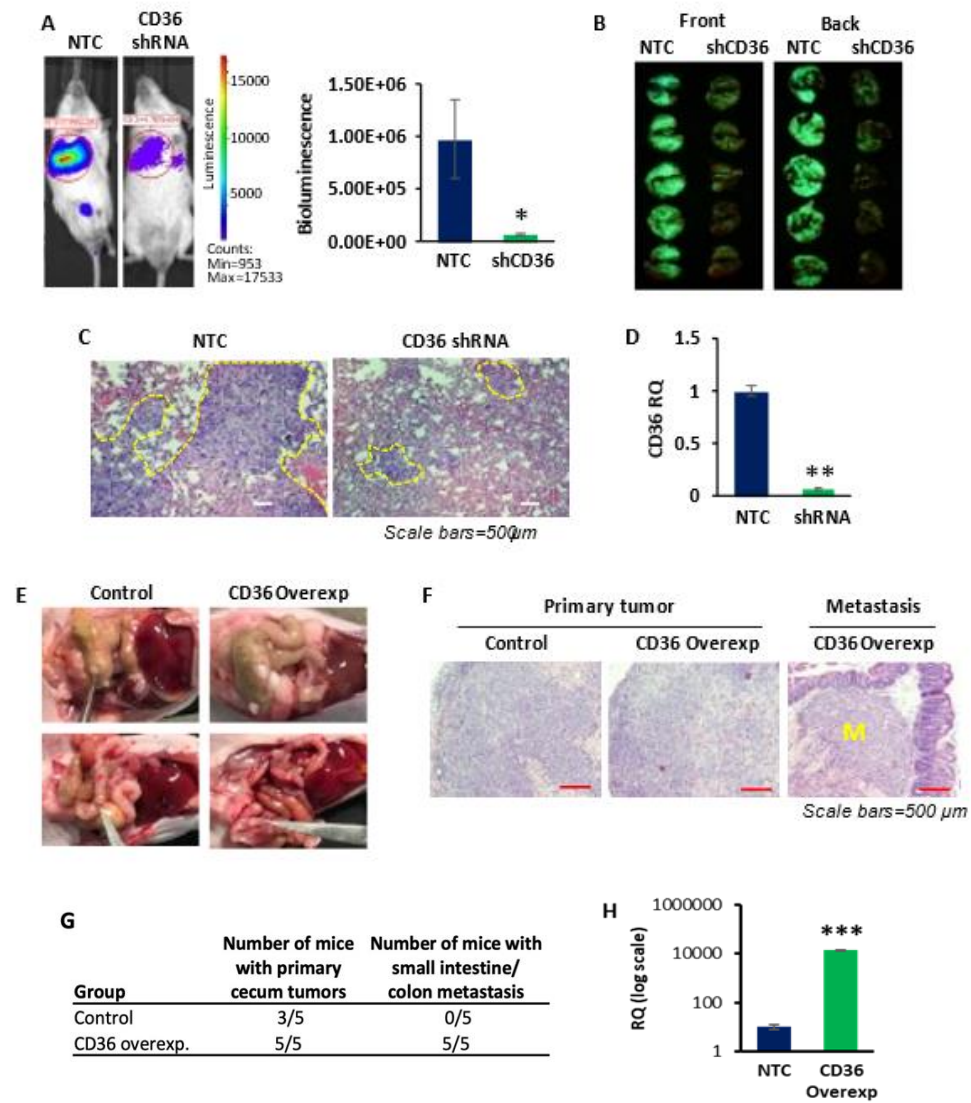 A
NTC
CD36
shRNA
15000
10000
5000
Luminescence
Counts:
Min=953
Max=17533
Bioluminescence
1.50E+06
1.00E+06
5.00E+05
0.00E+00
*
NTC
shCD36
B
Front
Back
NTC
shCD36
NTC
shCD36
C
NTC
CD36 shRNA
Scale bars=500µm
D
CD36 RQ
1.5
1
0.5
0
**
NTC
shRNA
E
Control
CD36 Overexp
F
Primary tumor
Metastasis
Control
CD36 Overexp
CD36 Overexp
M
Scale bars=500 µm
G
Group
Number of mice with primary cecum tumors
Number of mice with small intestine/ colon metastasis
Control 3/5 0/5
CD36 overexp. 5/5 5/5
H
RQ (log scale)
1000000
10000
100
1
***
NTC
CD36
Overexp